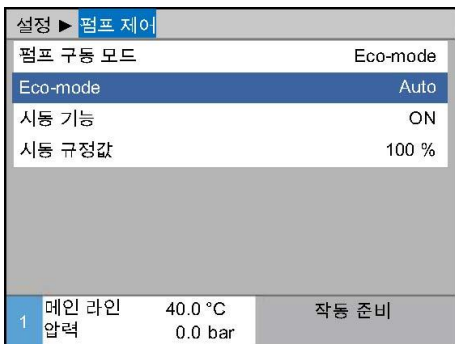 설정 ▶ 펌프 제어
펌프 구동 모드 Eco-mode
Eco-mode Auto
시동 기능 ON
시동 규정값 100 %
1 메인 라인 40.0 °C 작동 준비
압력 0.0 bar